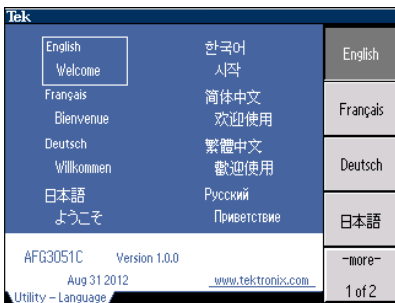 Tek
English
Welcome
Français
Bienvenue
Deutsch
Willkommen
日本語
ようこそ
한국어
시작
简体中文
欢迎使用
繁體中文
歡迎使用
Русский
Приветствие
AFG3051C Version 1.0.0
Aug 31 2012 www.tektronix.com
Utility – Language
English
Français
Deutsch
日本語
-more-
1 of 2